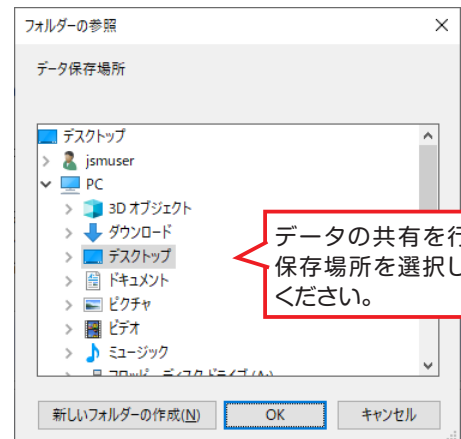 フォルダーの参照
データ保存場所
デスクトップ
jsmuser
PC
3D オブジェクト
ダウンロード
デスクトップ
ドキュメント
ピクチャ
ビデオ
ミュージック
データの共有を行
保存場所を選択し
ください。
新しいフォルダーの作成(N)
OK
キャンセル